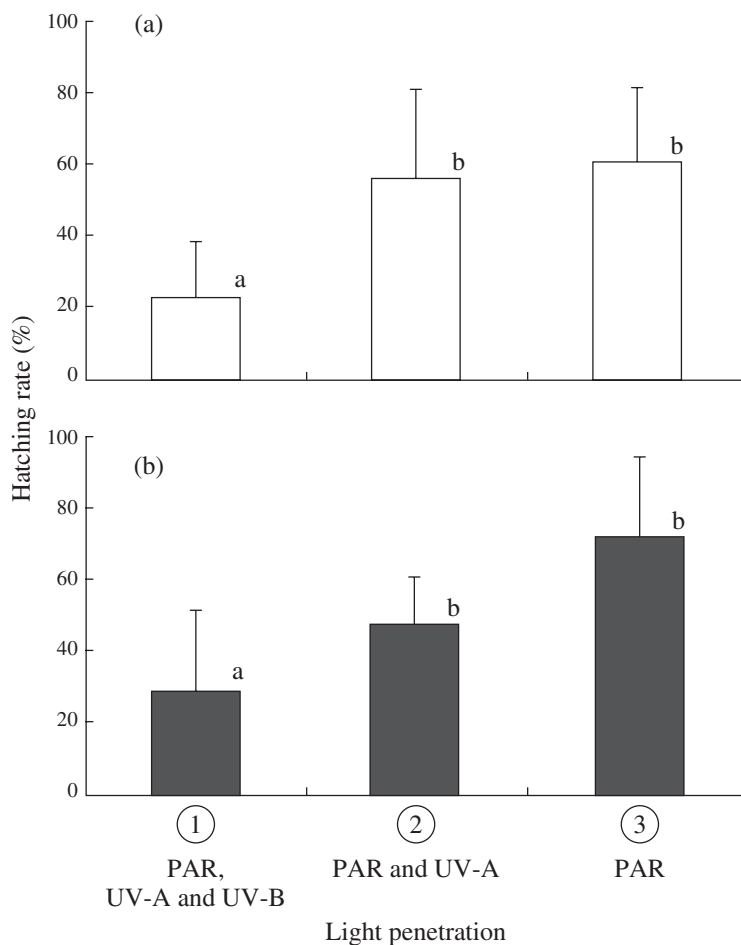 (a)
100
80
60
40
20
0
a
b
b
Hatching rate (%)
(b)
100
80
60
40
20
0
a
b
b
1 2 3
PAR, PAR and UV-A PAR
UV-A and UV-B
Light penetration